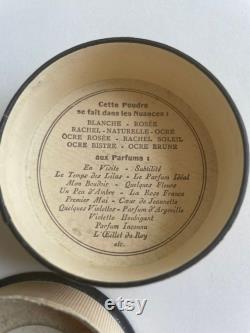 Cette Poudre
se fait dans les Nuances :
BLANCHE - ROSÉE
RACHEL - NATURELLE - OCRE
OCRE ROSÉE - RACHEL SOLEIL
OCRE BISTRE - OCRE BRUNE
aux Parfums :
En Visite - Subtilité
Le Temps des Lilas - Le Parfum Idéal
Mon Boudoir - Quelques Fleurs
Un Peu d'Ambre - La Rose France
Premier Mai - Cœur de Jeannette
Quelques Violettes - Parfum d'Argeville
Violette Houbigant
Parfum Inconnu
L'Œillet du Roy
etc.